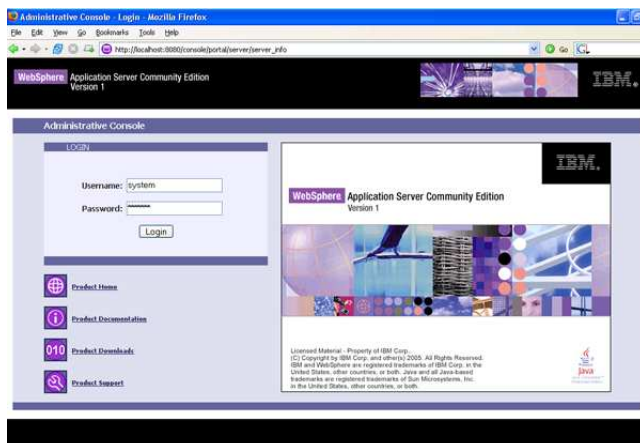 Administrative Console - Login - Mozilla Firefox
File Edit View Go Bookmarks Tools Help
http://localhost:8080/console/portal/server/server_info
Go
WebSphere Application Server Community Edition
Version 1
IBM.
Administrative Console
LOGIN
Username: system
Password:
Login
Product Home
Product Documentation
010 Product Downloads
Product Support
IBM.
WebSphere Application Server Community Edition
Version 1
Licensed Material - Property of IBM Corp.
(C) Copyright by IBM Corp. and other(s) 2005. All Rights Reserved.
IBM and WebSphere are registered trademarks of IBM Corp. in the
United States, other countries, or both. Java and all Java-based
trademarks are registered trademarks of Sun Microsystems, Inc.
in the United States, other countries, or both.
Java